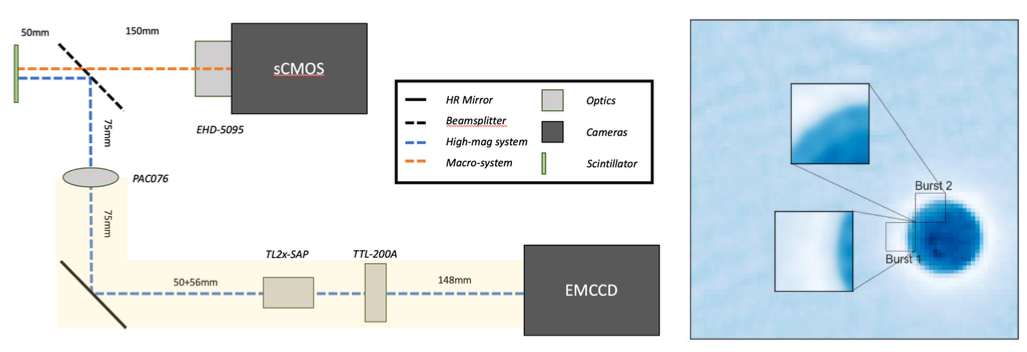 50mm
150mm
sCMOS
EHD-5095
75mm
PAC076
75mm
50+56mm
TL2x-SAP
TTL-200A
148mm
EMCCD
HR Mirror
Beamsplitter
High-mag system
Macro-system
Optics
Cameras
Scintillator
Burst 2
Burst 1